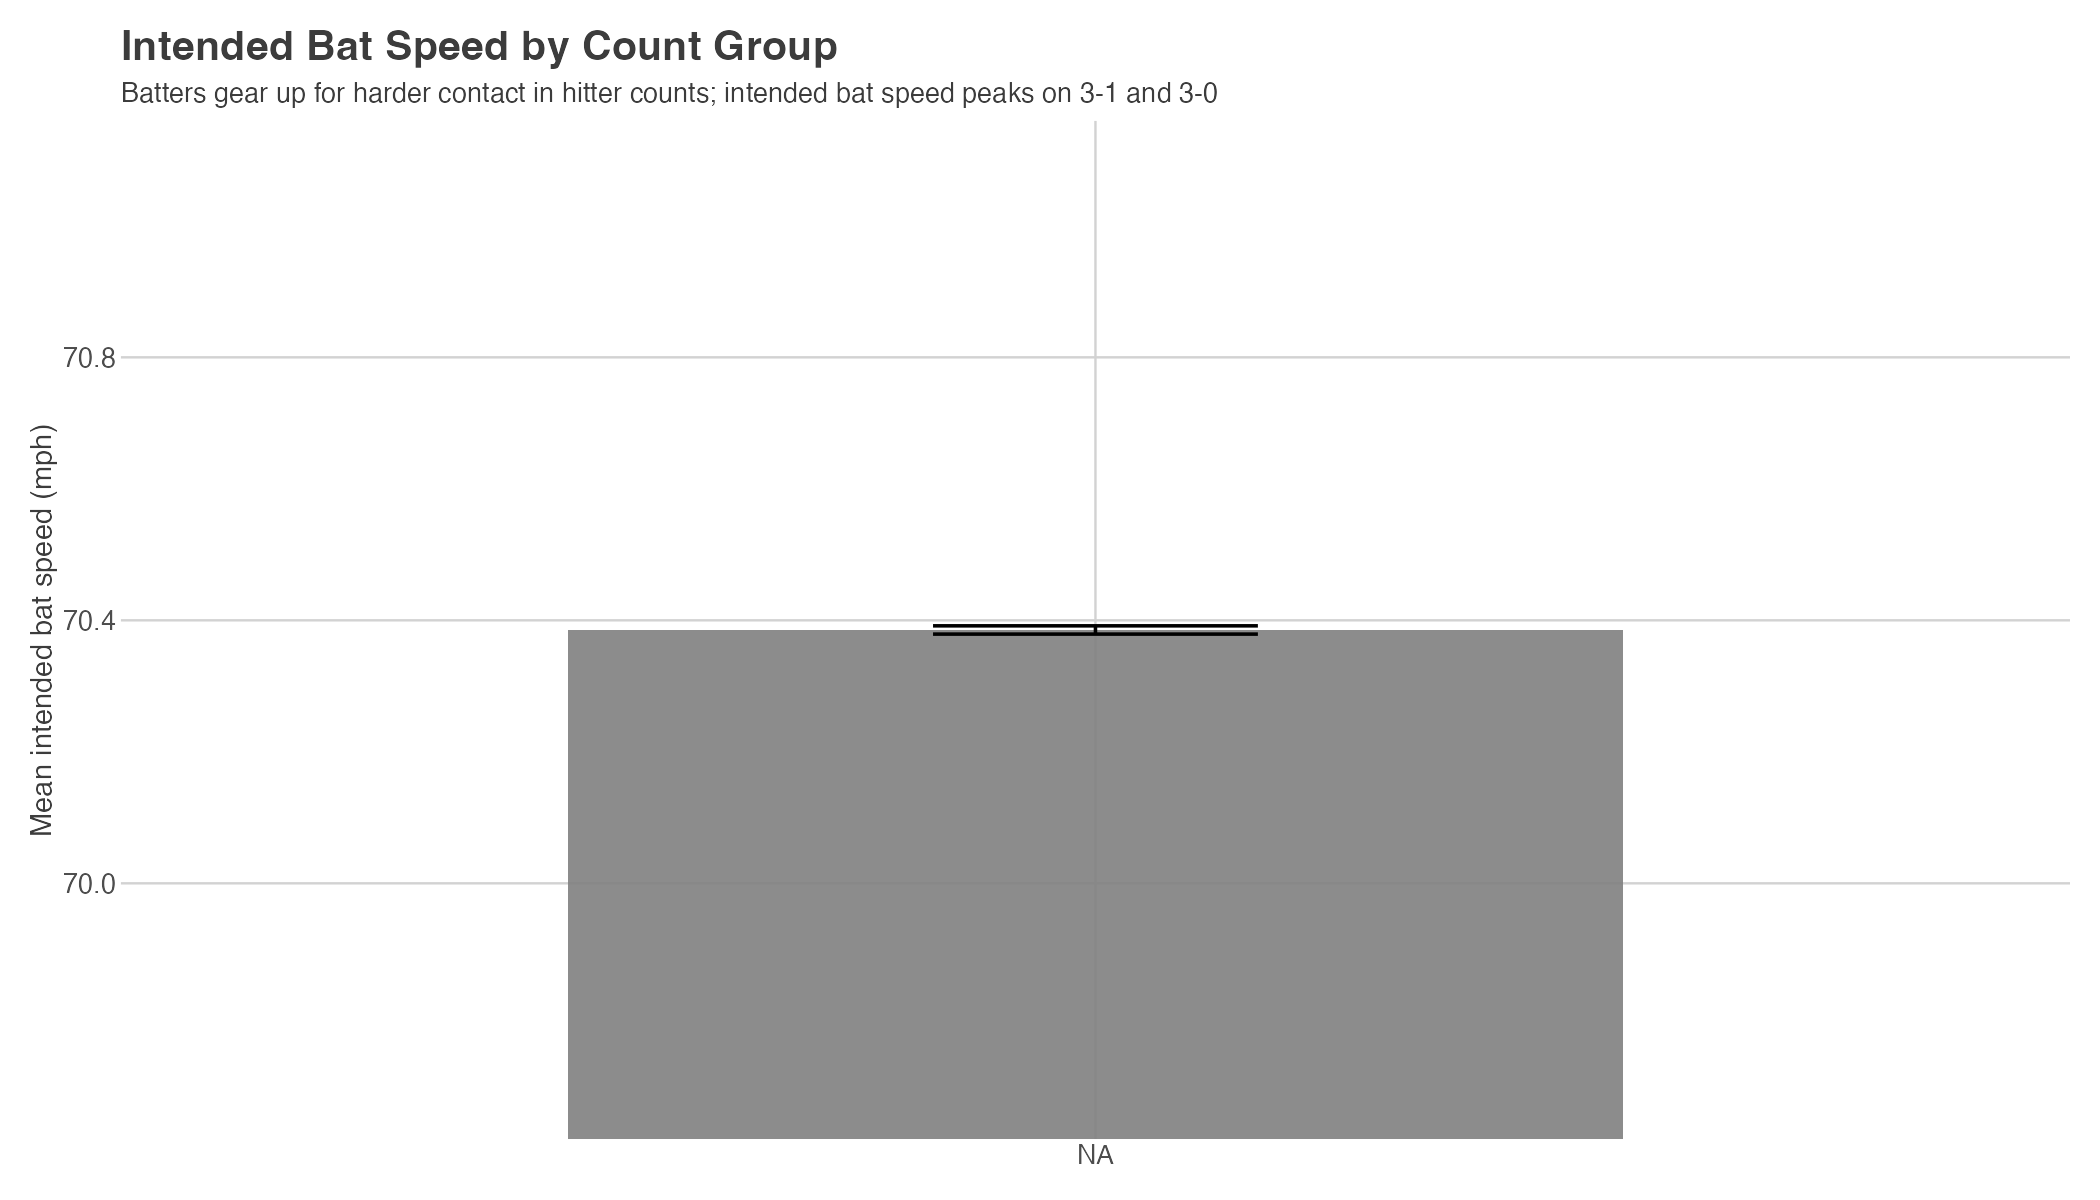 Intended Bat Speed by Count Group
Batters gear up for harder contact in hitter counts; intended bat speed peaks on 3-1 and 3-0
Mean intended bat speed (mph)
70.8
70.4
70.0
NA